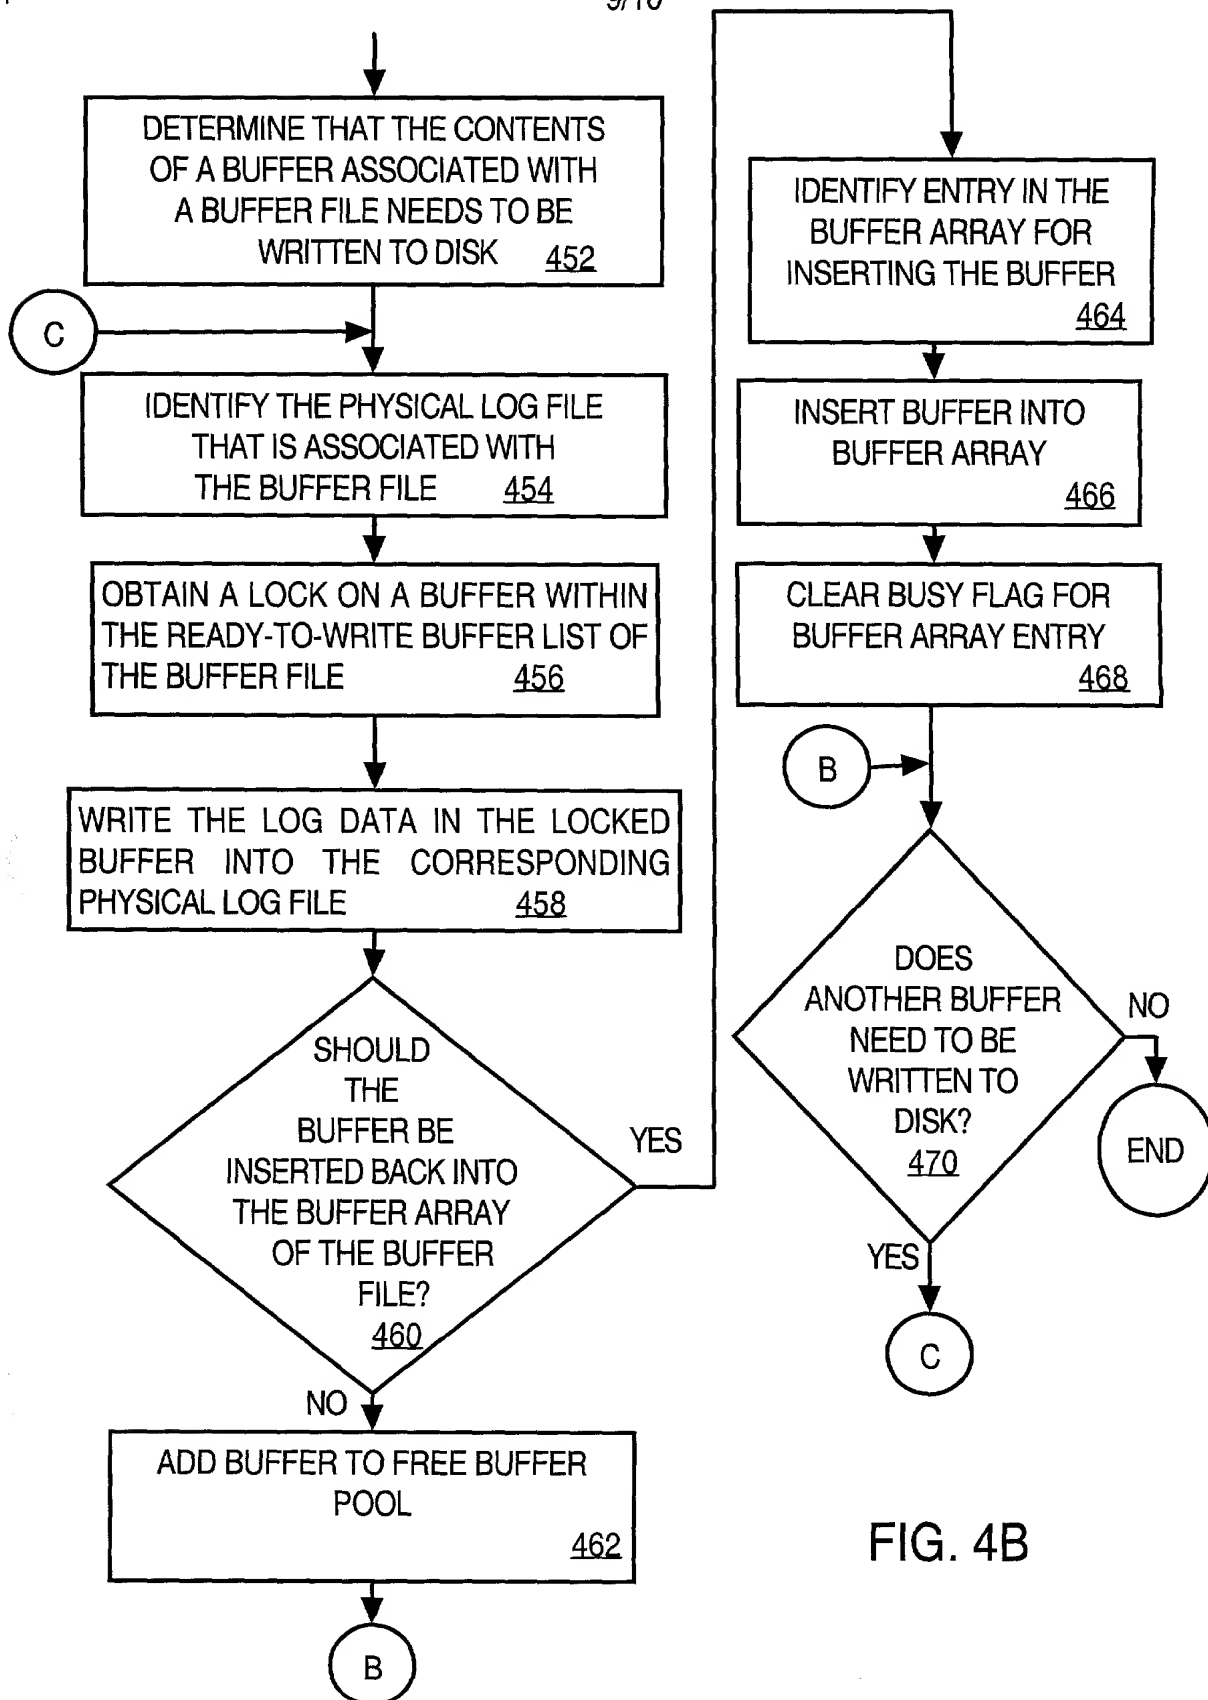 DETERMINE THAT THE CONTENTS
OF A BUFFER ASSOCIATED WITH
A BUFFER FILE NEEDS TO BE
WRITTEN TO DISK 452
C
IDENTIFY THE PHYSICAL LOG FILE
THAT IS ASSOCIATED WITH
THE BUFFER FILE 454
OBTAIN A LOCK ON A BUFFER WITHIN
THE READY-TO-WRITE BUFFER LIST OF
THE BUFFER FILE 456
WRITE THE LOG DATA IN THE LOCKED
BUFFER INTO THE CORRESPONDING
PHYSICAL LOG FILE 458
SHOULD
THE
BUFFER BE
INSERTED BACK INTO
THE BUFFER ARRAY
OF THE BUFFER
FILE?
460
YES
NO
ADD BUFFER TO FREE BUFFER
POOL
462
B
IDENTIFY ENTRY IN THE
BUFFER ARRAY FOR
INSERTING THE BUFFER
464
INSERT BUFFER INTO
BUFFER ARRAY
466
CLEAR BUSY FLAG FOR
BUFFER ARRAY ENTRY
468
B
DOES
ANOTHER BUFFER
NEED TO BE
WRITTEN TO
DISK?
470
NO
END
YES
C
FIG. 4B